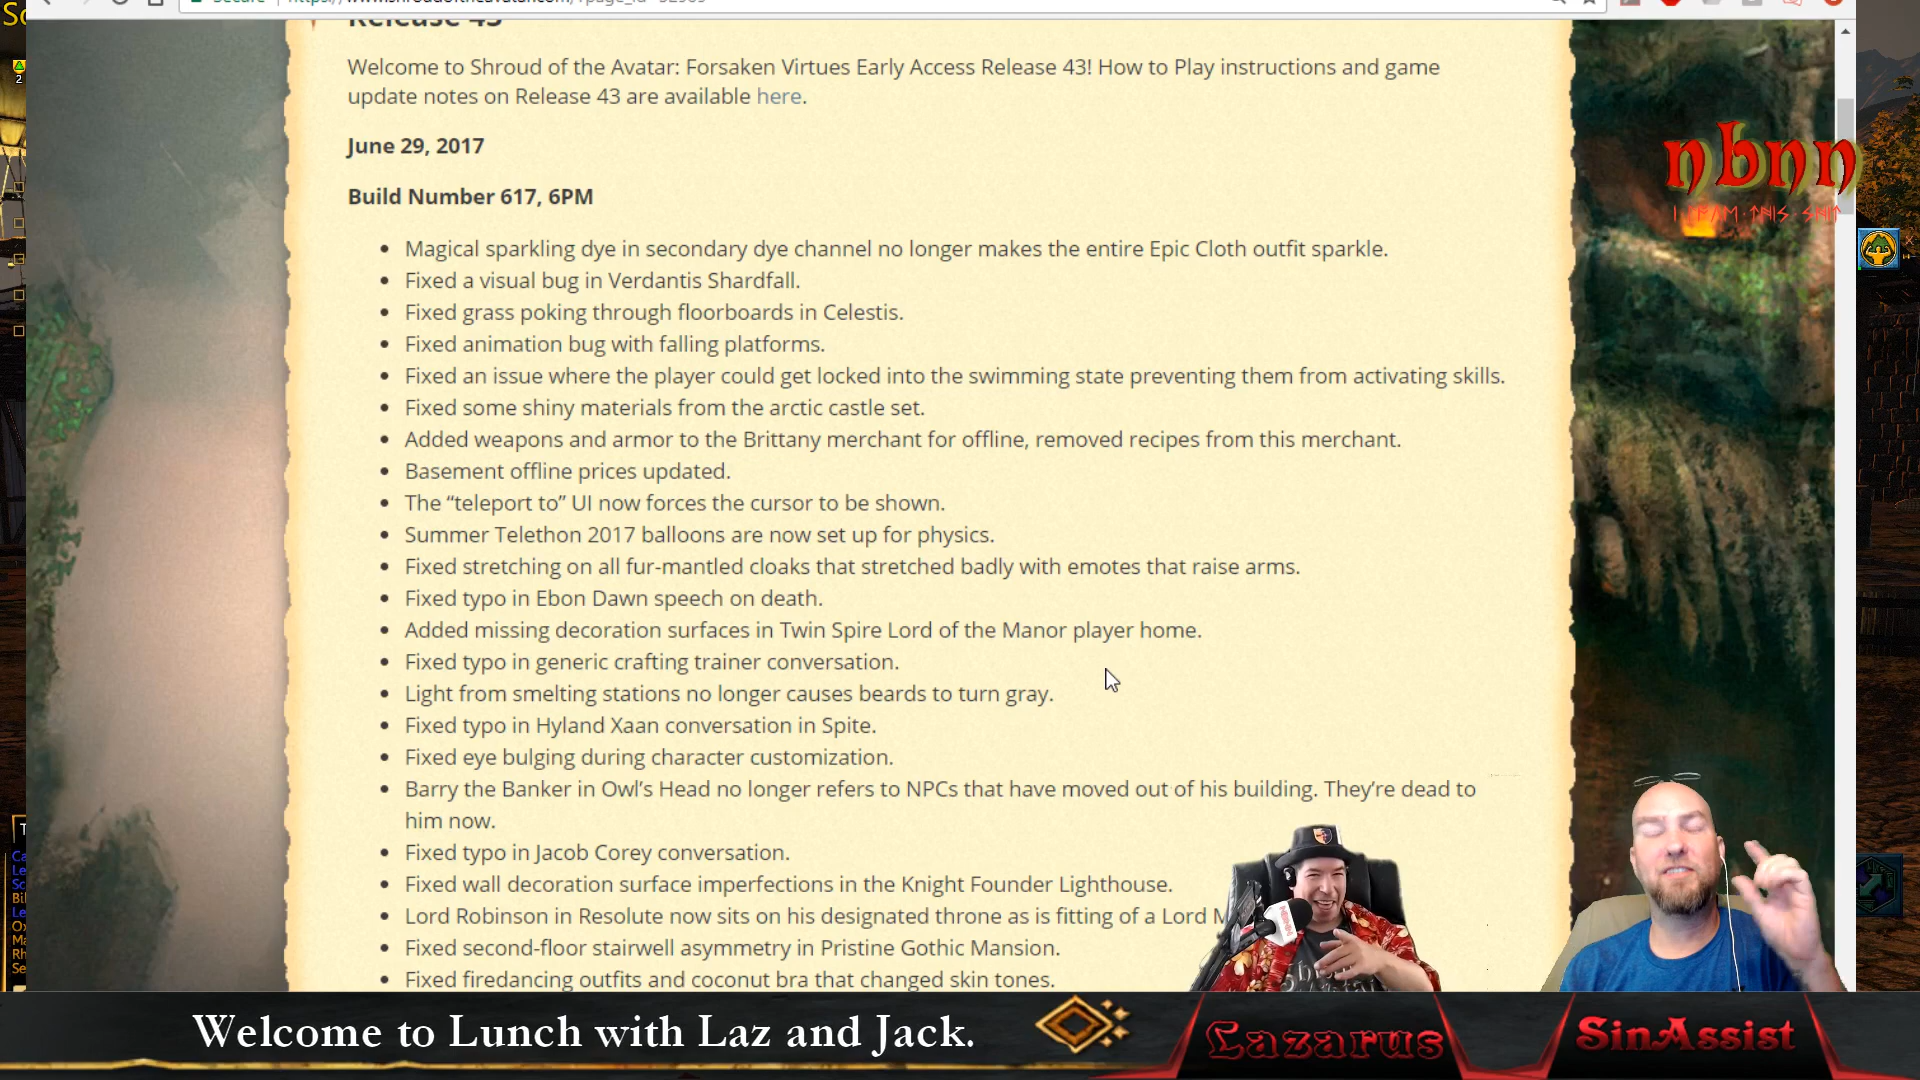 Release 43
Welcome to Shroud of the Avatar: Forsaken Virtues Early Access Release 43! How to Play instructions and game
update notes on Release 43 are available here.
June 29, 2017
Build Number 617, 6PM
Magical sparkling dye in secondary dye channel no longer makes the entire Epic Cloth outfit sparkle.
Fixed a visual bug in Verdantis Shardfall.
Fixed grass poking through floorboards in Celestis.
Fixed animation bug with falling platforms.
Fixed an issue where the player could get locked into the swimming state preventing them from activating skills.
Fixed some shiny materials from the arctic castle set.
Added weapons and armor to the Brittany merchant for offline, removed recipes from this merchant.
Basement offline prices updated.
The “teleport to” UI now forces the cursor to be shown.
Summer Telethon 2017 balloons are now set up for physics.
Fixed stretching on all fur-mantled cloaks that stretched badly with emotes that raise arms.
Fixed typo in Ebon Dawn speech on death.
Added missing decoration surfaces in Twin Spire Lord of the Manor player home.
Fixed typo in generic crafting trainer conversation.
Light from smelting stations no longer causes beards to turn gray.
Fixed typo in Hyland Xaan conversation in Spite.
Fixed eye bulging during character customization.
Barry the Banker in Owl’s Head no longer refers to NPCs that have moved out of his building. They’re dead to
him now.
Fixed typo in Jacob Corey conversation.
Fixed wall decoration surface imperfections in the Knight Founder Lighthouse.
Lord Robinson in Resolute now sits on his designated throne as is fitting of a Lord M
Fixed second-floor stairwell asymmetry in Pristine Gothic Mansion.
Fixed firedancing outfits and coconut bra that changed skin tones.
nbnn
Welcome to Lunch with Laz and Jack.
Lazarus
SinAssist